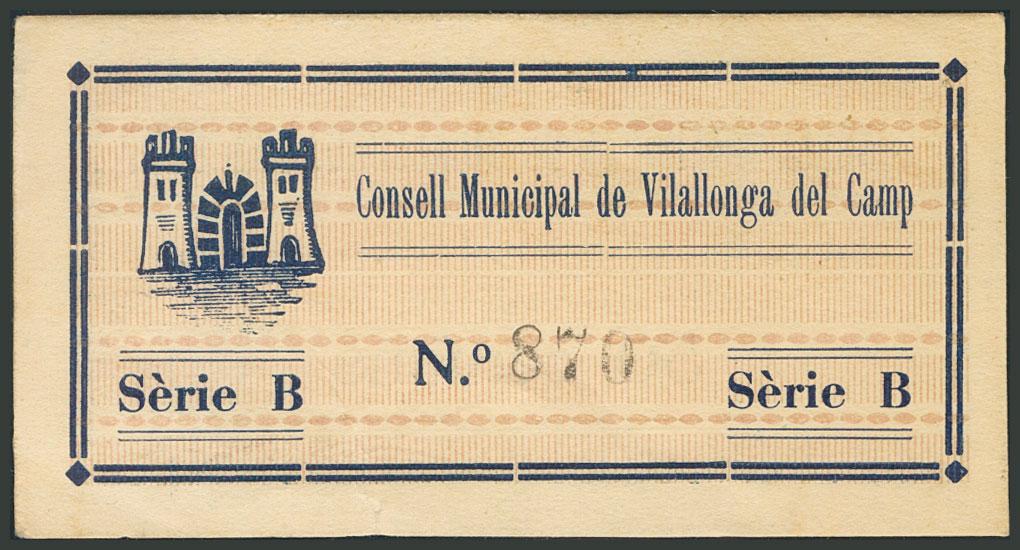 Consell Municipal de Vilallonga del Camp
N.º 870
Sèrie B
Sèrie B